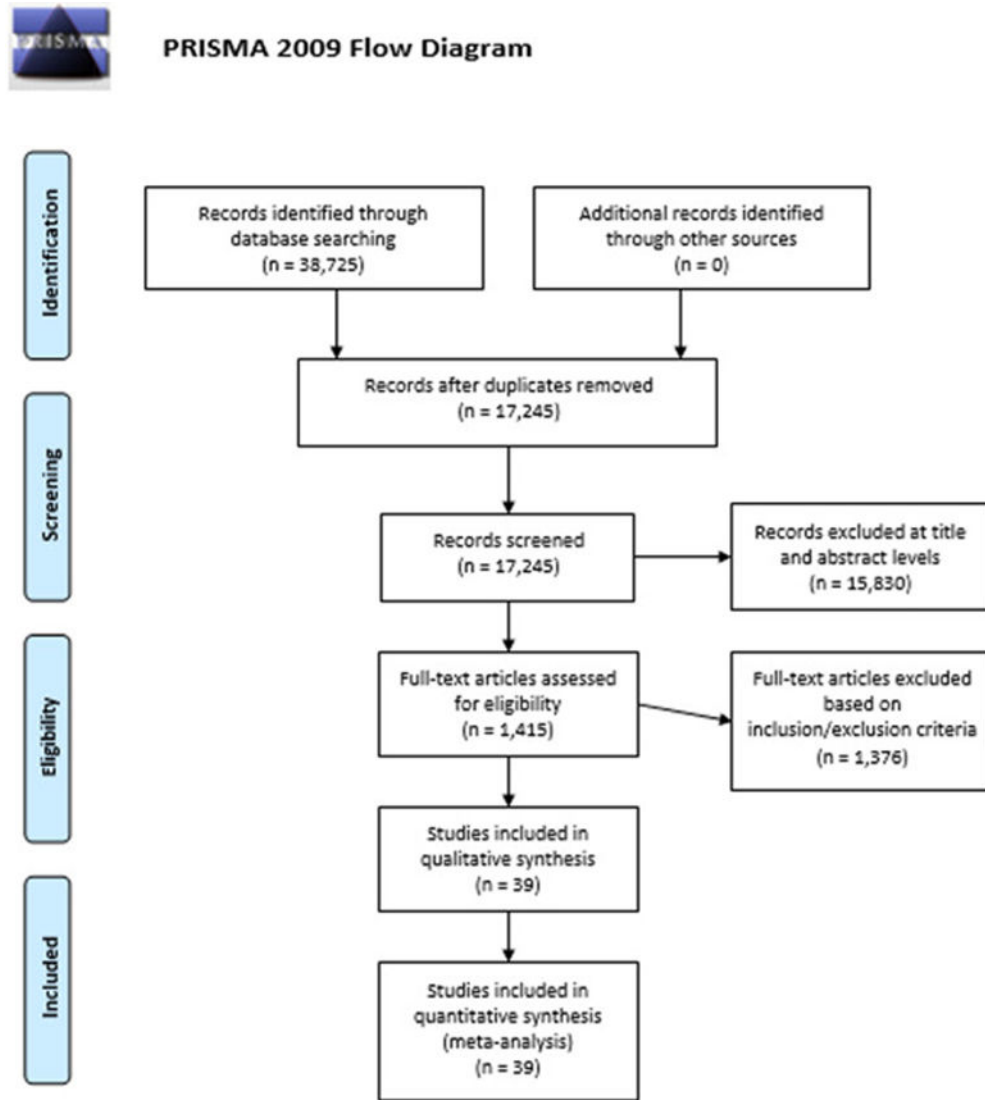 PRISMA
PRISMA 2009 Flow Diagram
Identification
Records identified through
database searching
(n = 38,725)
Additional records identified
through other sources
(n = 0)
Records after duplicates removed
(n = 17,245)
Screening
Records screened
(n = 17,245)
Records excluded at title
and abstract levels
(n = 15,830)
Eligibility
Full-text articles assessed
for eligibility
(n = 1,415)
Full-text articles excluded
based on
inclusion/exclusion criteria
(n = 1,376)
Studies included in
qualitative synthesis
(n = 39)
Included
Studies included in
quantitative synthesis
(meta-analysis)
(n = 39)